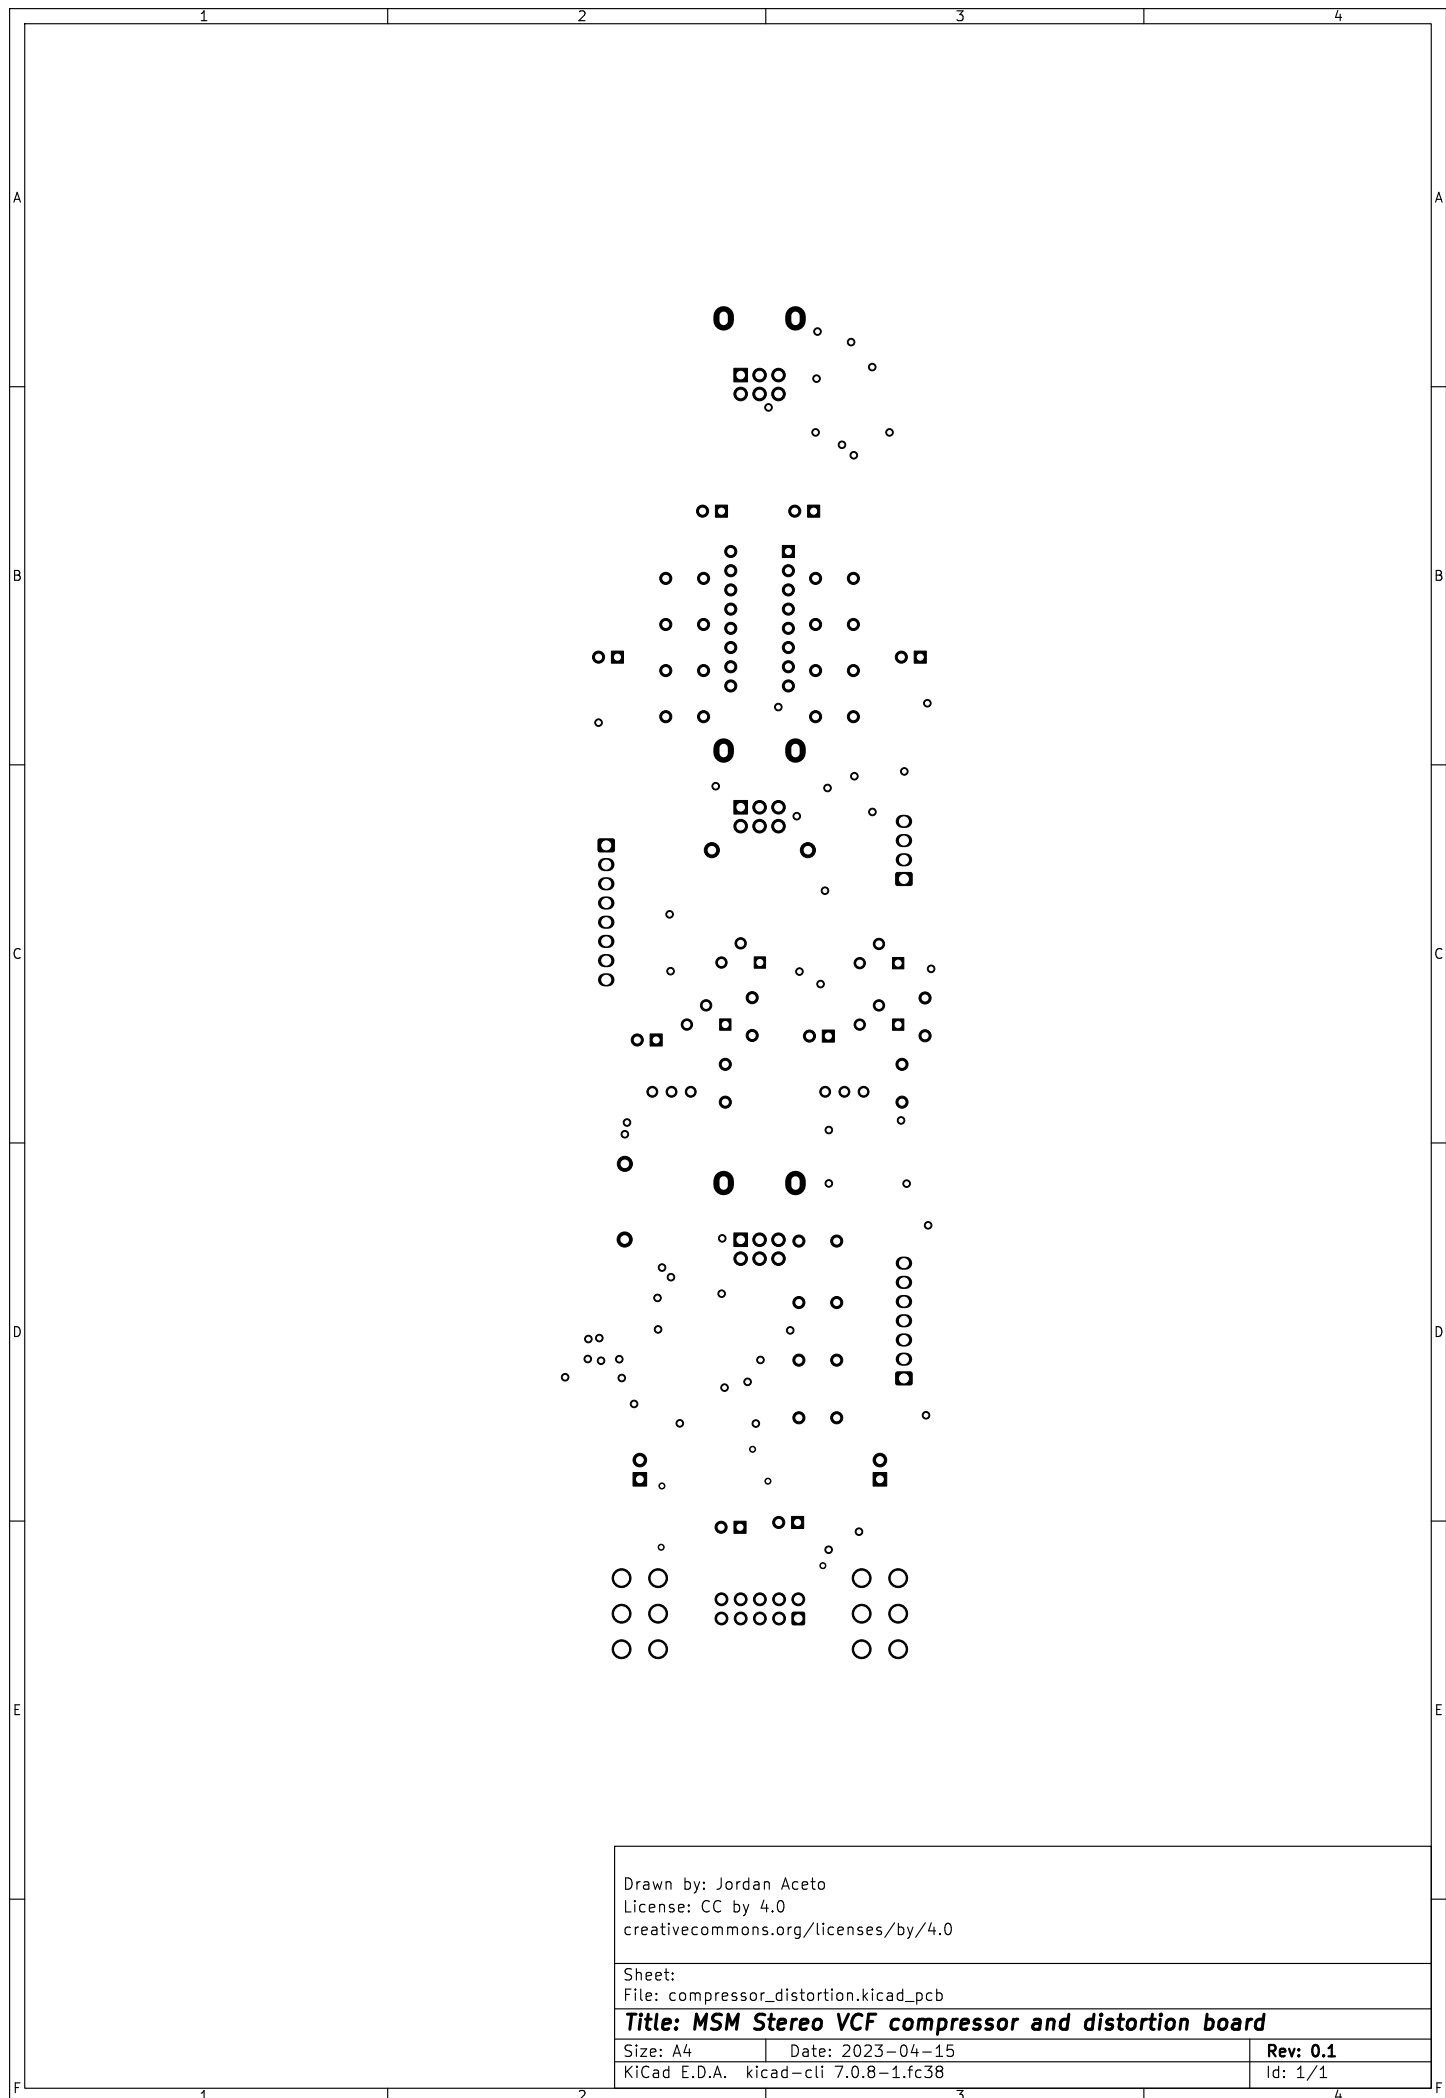 1 2 3 4
A A
B B
C C
D D
E E
Drawn by: Jordan Aceto
License: CC by 4.0
creativecommons.org/licenses/by/4.0
Sheet:
File: compressor_distortion.kicad_pcb
Title: MSM Stereo VCF compressor and distortion board
Size: A4 Date: 2023-04-15 Rev: 0.1
KiCad E.D.A. kicad-cli 7.0.8-1.fc38 Id: 1/1
F F
1 2 3 4